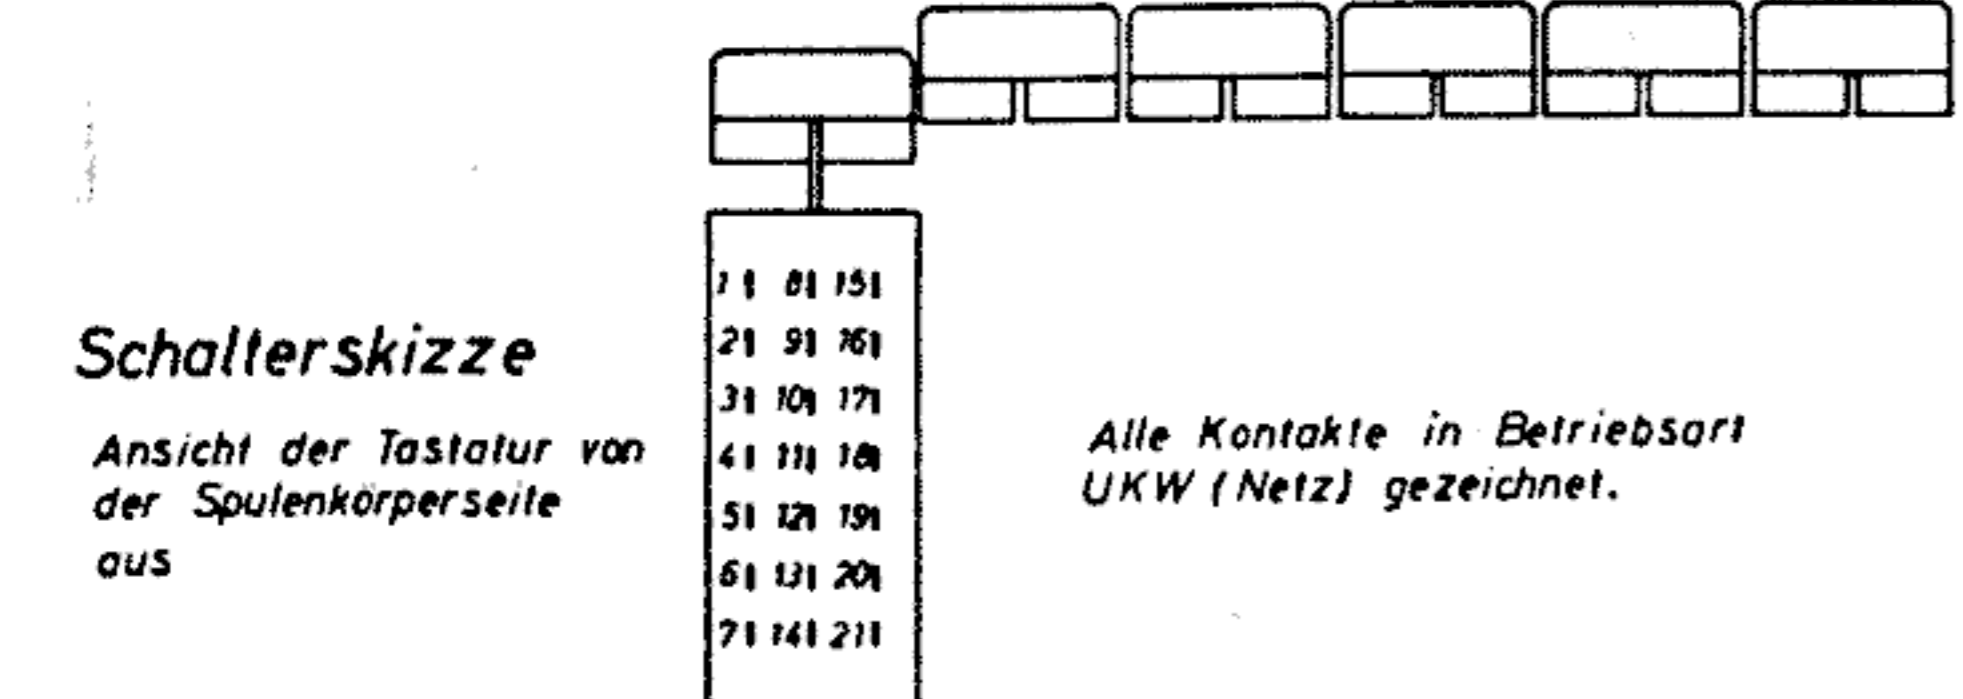 1 8 15
2 9 16
Schalterskizze
3 10 17
Alle Kontakte in Betriebsart
Ansicht der Tastatur von
4 11 18
UKW (Netz) gezeichnet.
der Spulenkörperseite
5 12 19
aus
6 13 20
7 14 21